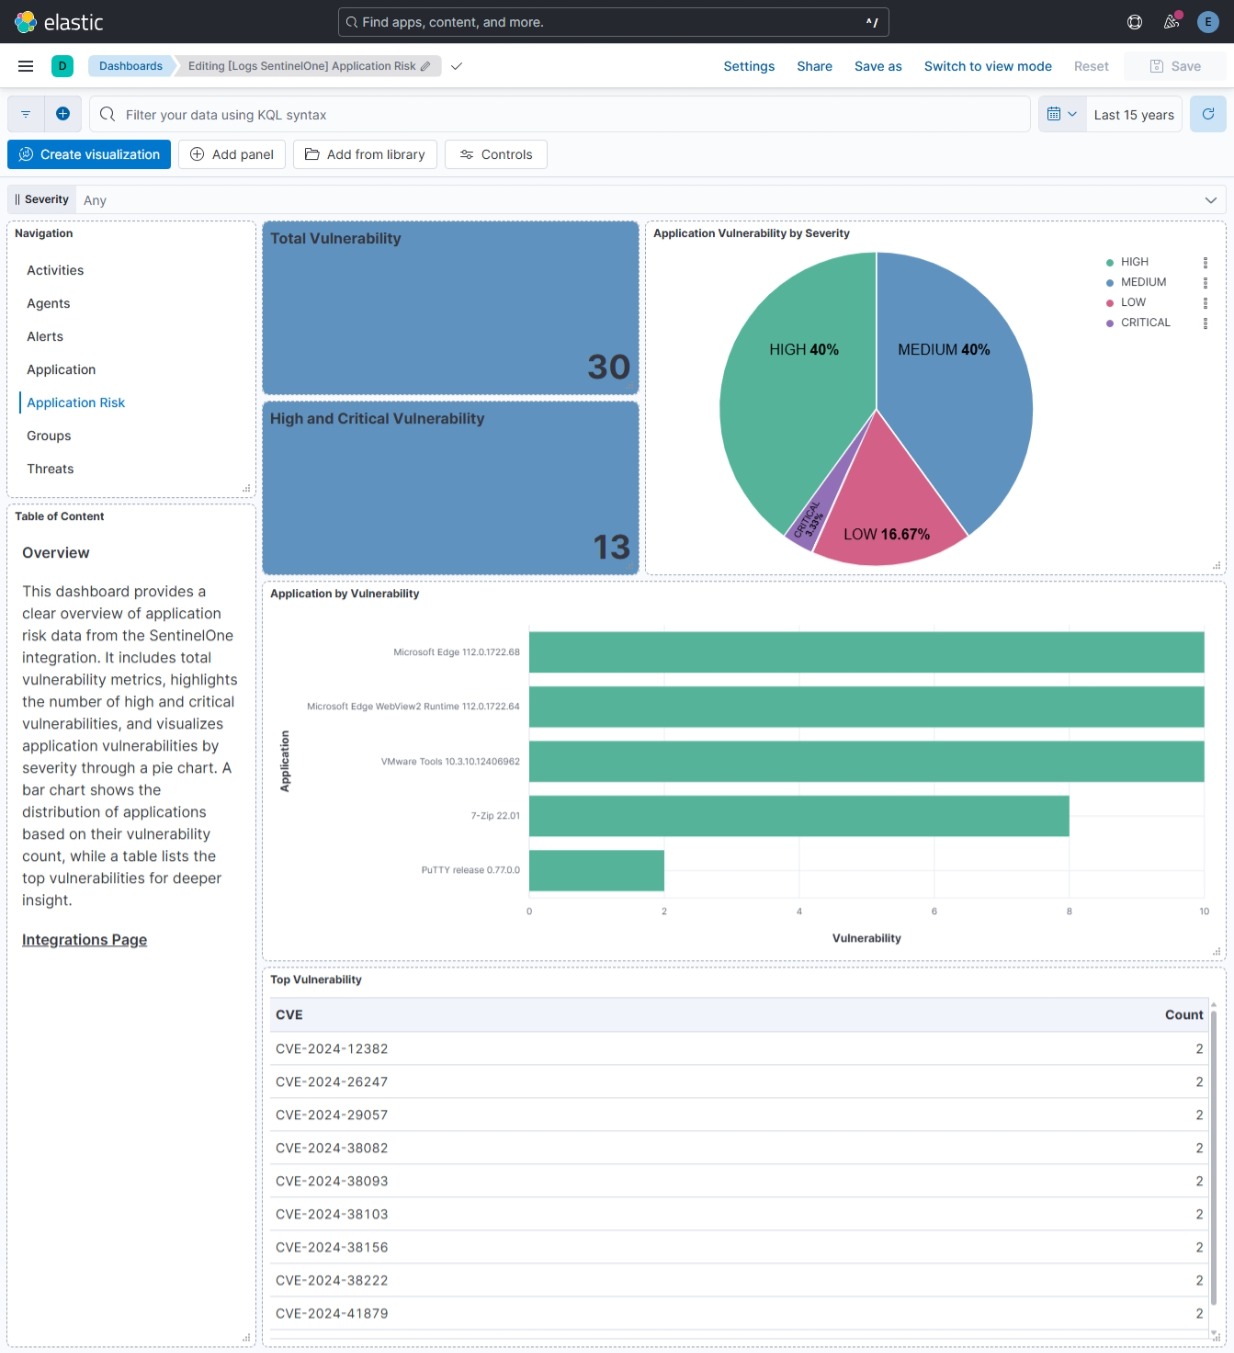 elastic
Find apps, content, and more.
^/
E
D
Dashboards
Editing [Logs SentinelOne] Application Risk
Settings
Share
Save as
Switch to view mode
Reset
Save
Filter your data using KQL syntax
Last 15 years
Create visualization
Add panel
Add from library
Controls
Severity
Any
Navigation
Activities
Agents
Alerts
Application
Application Risk
Groups
Threats
Table of Content
Overview
This dashboard provides a
clear overview of application
risk data from the SentinelOne
integration. It includes total
vulnerability metrics, highlights
the number of high and critical
vulnerabilities, and visualizes
application vulnerabilities by
severity through a pie chart. A
bar chart shows the
distribution of applications
based on their vulnerability
count, while a table lists the
top vulnerabilities for deeper
insight.
Integrations Page
Total Vulnerability
30
High and Critical Vulnerability
13
Application Vulnerability by Severity
HIGH 40%
MEDIUM 40%
LOW 16.67%
CRITICAL
3.33%
HIGH
MEDIUM
LOW
CRITICAL
Application by Vulnerability
Application
Microsoft Edge 112.0.1722.68
Microsoft Edge WebView2 Runtime 112.0.1722.64
VMware Tools 10.3.10.12406962
7-Zip 22.01
PuTTY release 0.77.0.0
0 2 4 6 8 10
Vulnerability
Top Vulnerability
CVE Count
CVE-2024-12382 2
CVE-2024-26247 2
CVE-2024-29057 2
CVE-2024-38082 2
CVE-2024-38093 2
CVE-2024-38103 2
CVE-2024-38156 2
CVE-2024-38222 2
CVE-2024-41879 2